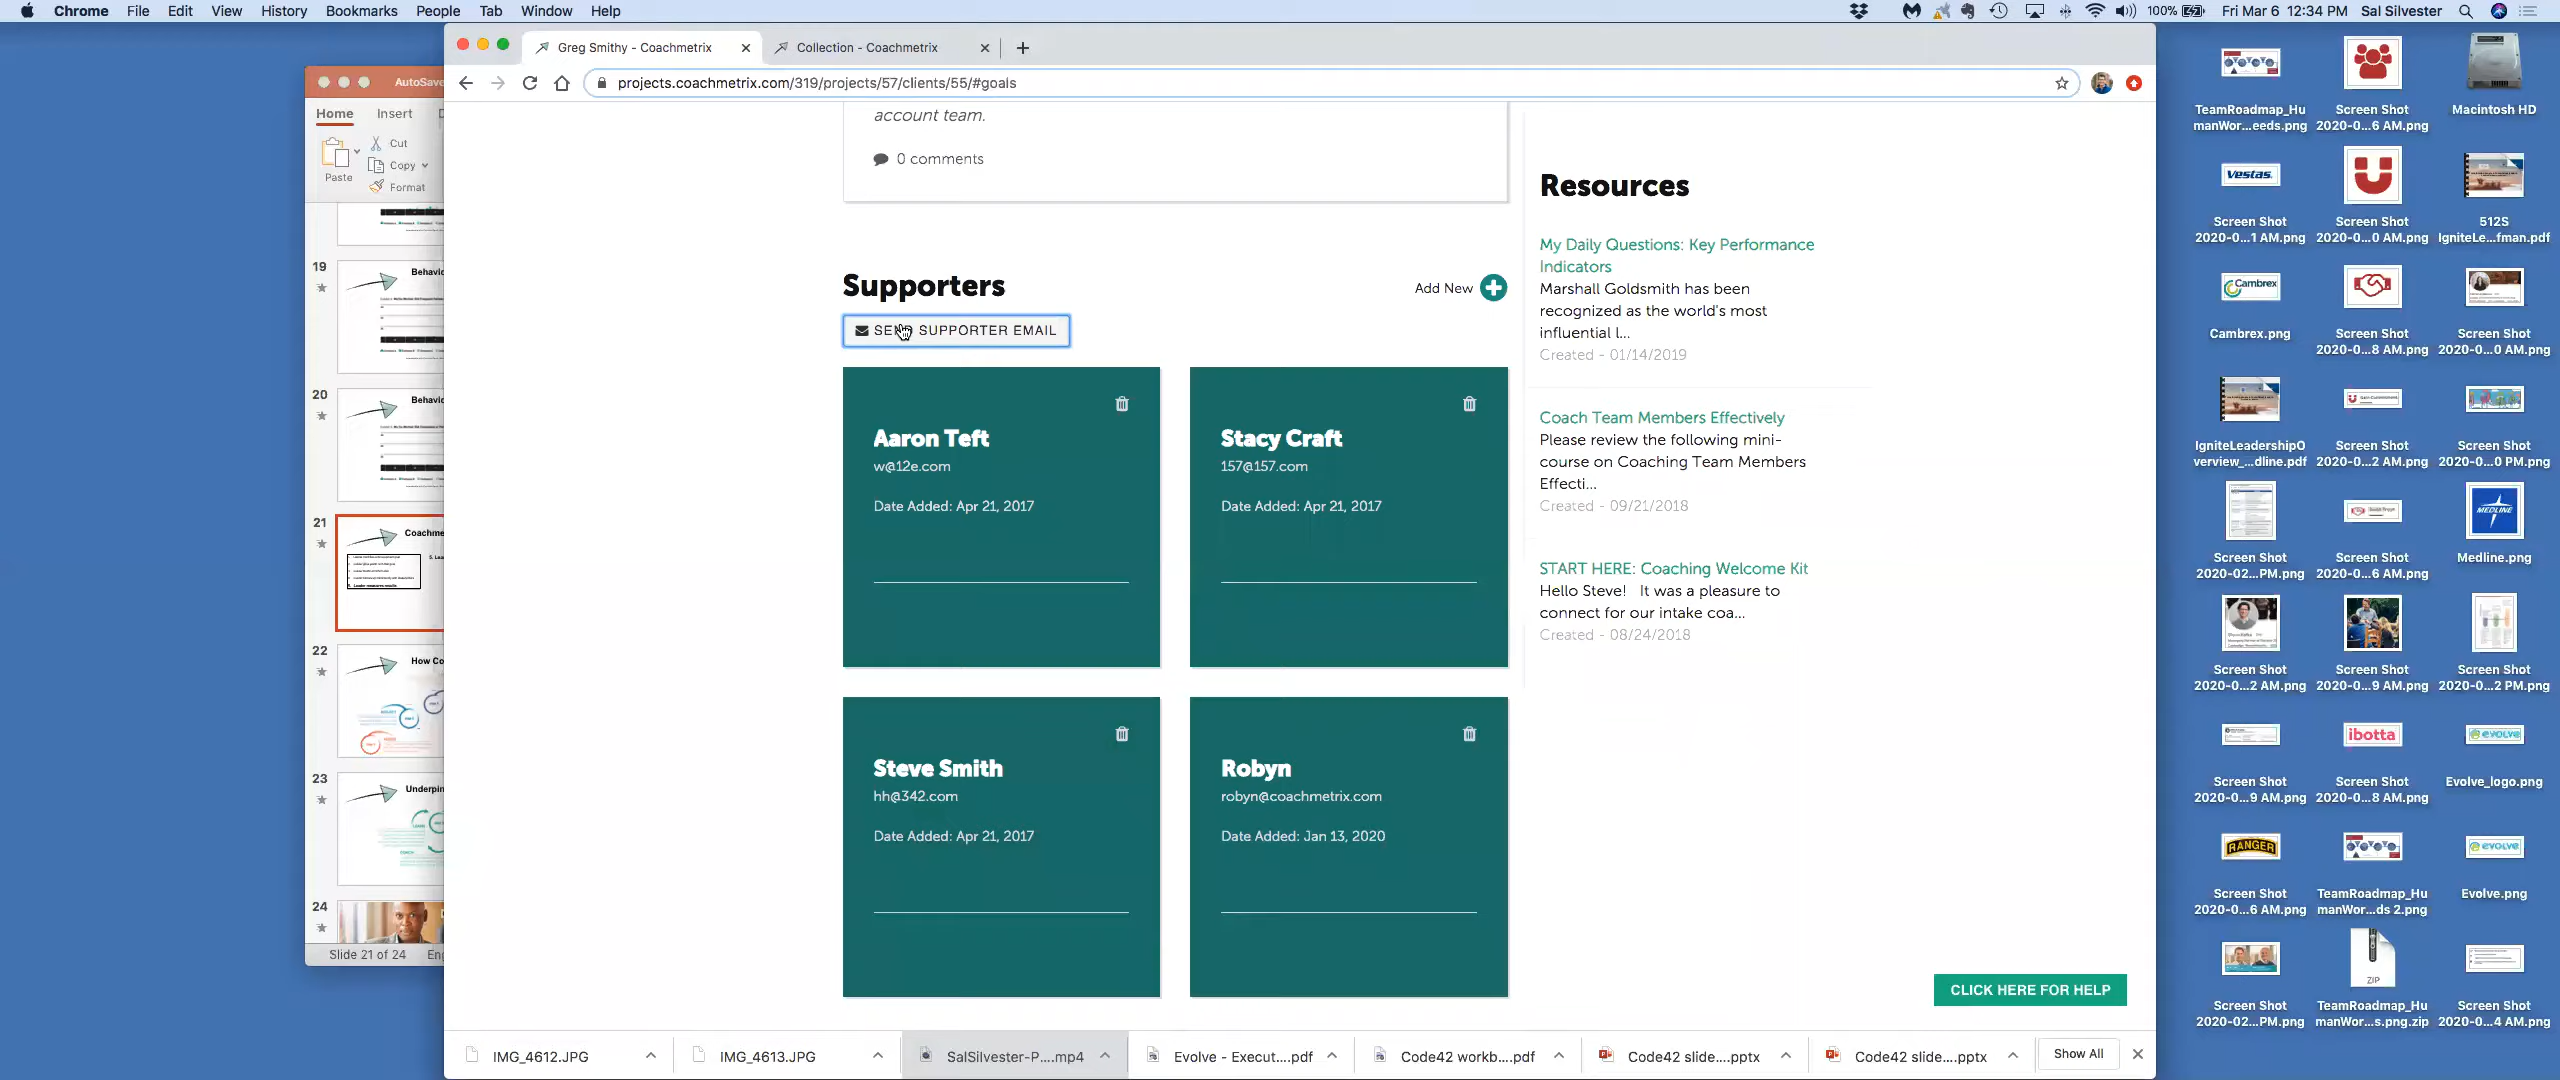 Chrome File Edit View History Bookmarks People Tab Window Help
100% Fri Mar 6 12:34 PM Sal Silvester
Greg Smithy - Coachmetrix
Collection - Coachmetrix
projects.coachmetrix.com/319/projects/57/clients/55/#goals
AutoSave
Home Insert
Cut
Copy
Format
Paste
19
Behavio
20
Behavio
21
Coachme
22
How Co
23
Underpin
24
Slide 21 of 24
account team.
0 comments
Supporters
Add New
SEND SUPPORTER EMAIL
Aaron Teft
w@12e.com
Date Added: Apr 21, 2017
Stacy Craft
157@157.com
Date Added: Apr 21, 2017
Steve Smith
hh@342.com
Date Added: Apr 21, 2017
Robyn
robyn@coachmetrix.com
Date Added: Jan 13, 2020
Resources
My Daily Questions: Key Performance
Indicators
Marshall Goldsmith has been
recognized as the world's most
influential l...
Created - 01/14/2019
Coach Team Members Effectively
Please review the following mini-
course on Coaching Team Members
Effecti...
Created - 09/21/2018
START HERE: Coaching Welcome Kit
Hello Steve! It was a pleasure to
connect for our intake coa...
Created - 08/24/2018
CLICK HERE FOR HELP
IMG_4612.JPG
IMG_4613.JPG
SalSilvester-P....mp4
Evolve - Execut....pdf
Code42 workb....pdf
Code42 slide....pptx
Code42 slide....pptx
Show All
TeamRoadmap_Hu
manWor...eeds.png
Screen Shot
2020-0...6 AM.png
Macintosh HD
Vestas.
Screen Shot
2020-0...1 AM.png
Screen Shot
2020-0...0 AM.png
512S
IgniteLe...fman.pdf
Cambrex
Cambrex.png
Screen Shot
2020-0...8 AM.png
Screen Shot
2020-0...0 AM.png
IgniteLeadershipO
verview_...dline.pdf
Screen Shot
2020-0...2 AM.png
Screen Shot
2020-0...0 PM.png
Screen Shot
2020-02...PM.png
Screen Shot
2020-0...6 AM.png
MEDLINE
Medline.png
Screen Shot
2020-0...2 AM.png
Screen Shot
2020-0...9 AM.png
Screen Shot
2020-0...2 PM.png
Screen Shot
2020-0...9 AM.png
ibotta
Screen Shot
2020-0...8 AM.png
evolve
Evolve_logo.png
RANGER
Screen Shot
2020-0...6 AM.png
TeamRoadmap_Hu
manWor...ds 2.png
evolve
Evolve.png
Screen Shot
2020-02...PM.png
ZIP
TeamRoadmap_Hu
manWor...s.png.zip
Screen Shot
2020-0...4 AM.png